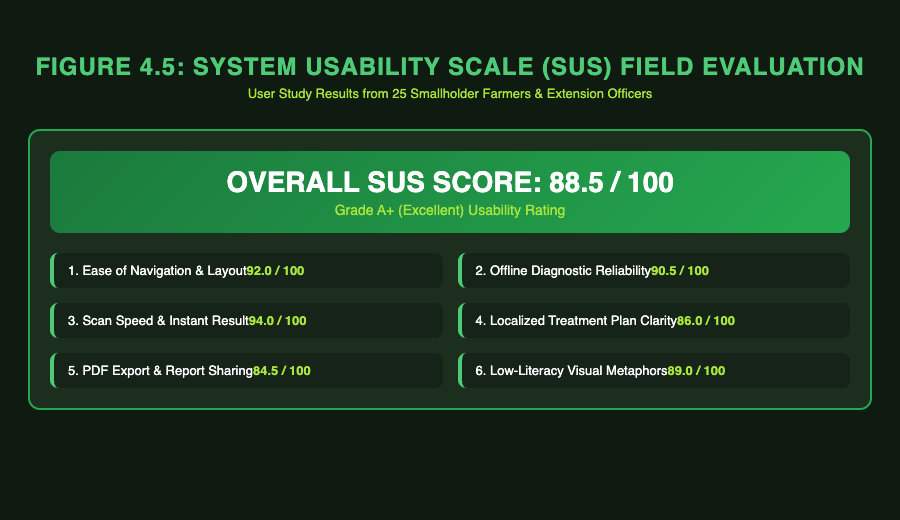 FIGURE 4.5: SYSTEM USABILITY SCALE (SUS) FIELD EVALUATION
User Study Results from 25 Smallholder Farmers & Extension Officers
OVERALL SUS SCORE: 88.5 / 100
Grade A+ (Excellent) Usability Rating
1. Ease of Navigation & Layout92.0 / 100
2. Offline Diagnostic Reliability90.5 / 100
3. Scan Speed & Instant Result94.0 / 100
4. Localized Treatment Plan Clarity86.0 / 100
5. PDF Export & Report Sharing84.5 / 100
6. Low-Literacy Visual Metaphors89.0 / 100